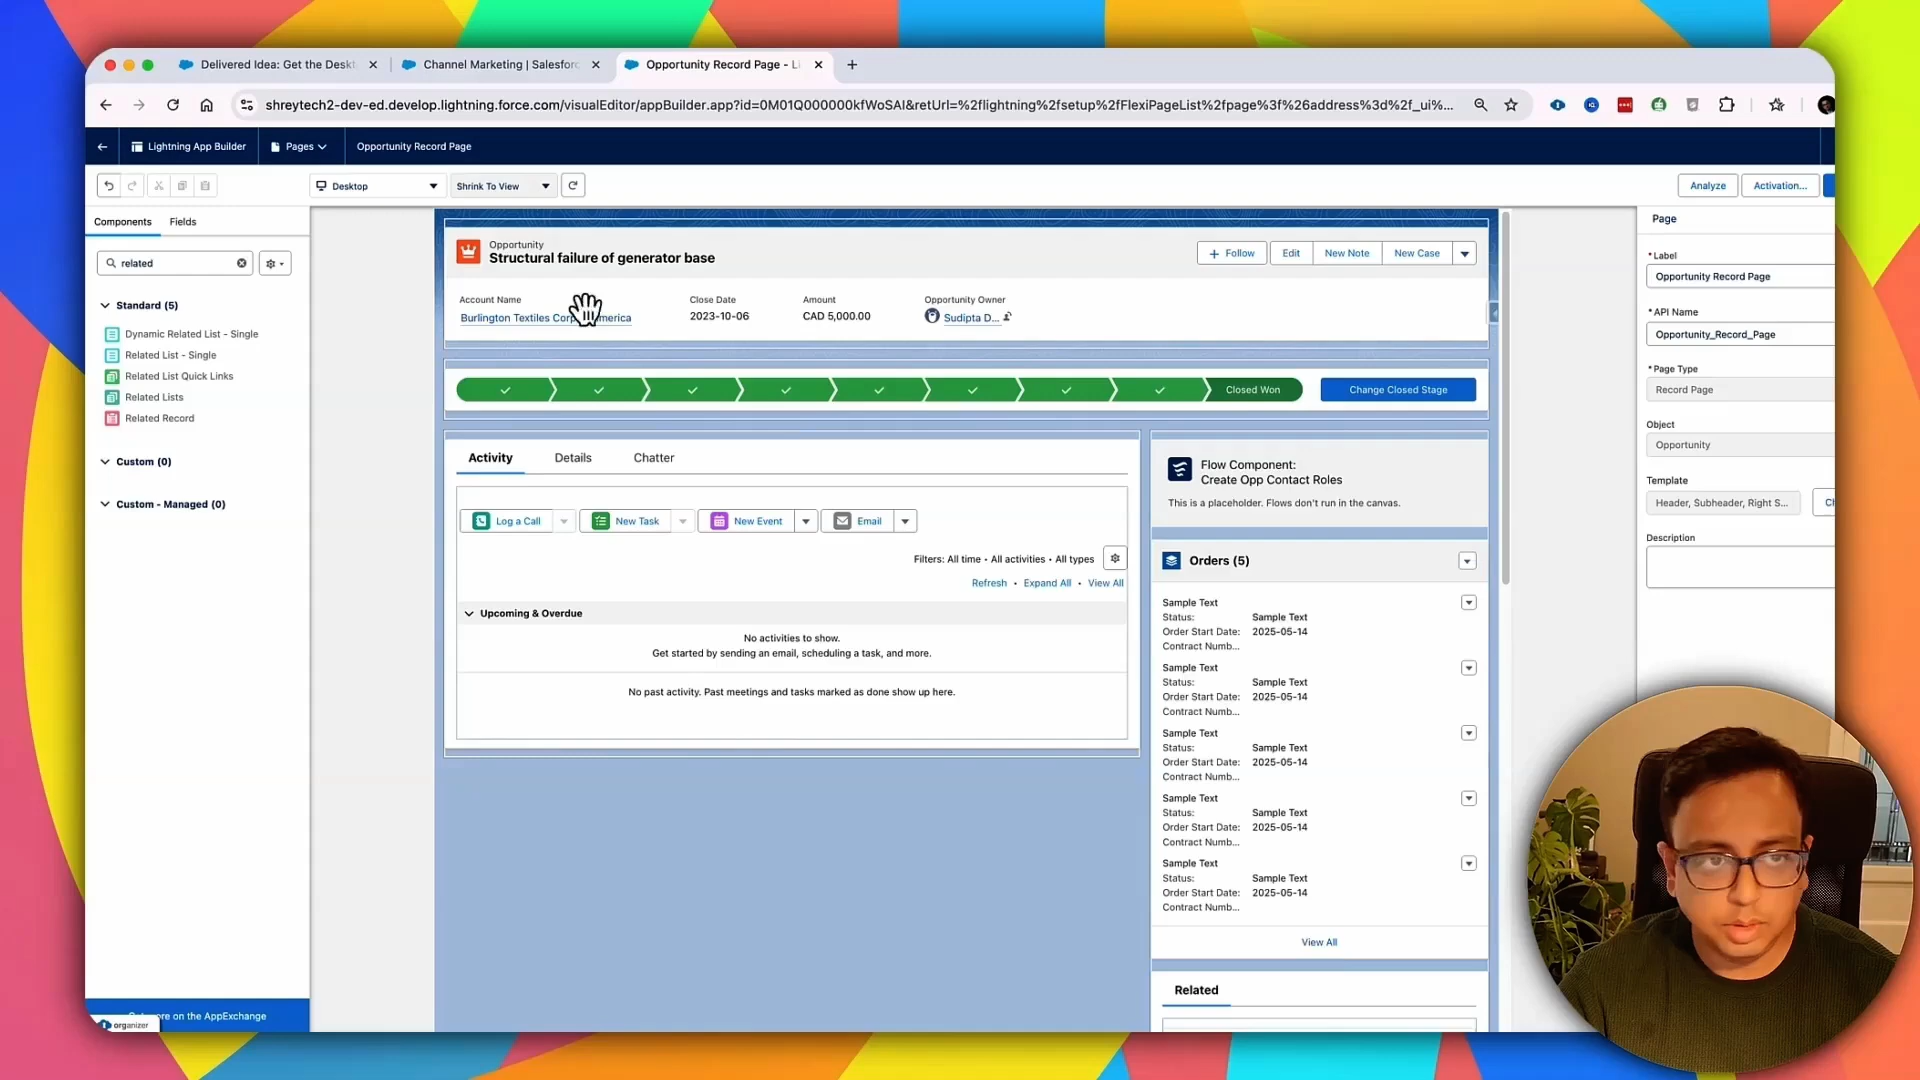 Delivered Idea: Get the Deskt
Channel Marketing | Salesforc
Opportunity Record Page - Li
shreytech2-dev-ed.develop.lightning.force.com/visualEditor/appBuilder.app?id=0M01Q000000kfWoSAI&retUrl=%2flightning%2fsetup%2fFlexiPageList%2fpage%3f%26address%3d%2f_ui%...
Lightning App Builder
Pages
Opportunity Record Page
Desktop
Shrink To View
Analyze
Activation...
Components
Fields
related
Standard (5)
Dynamic Related List - Single
Related List - Single
Related List Quick Links
Related Lists
Related Record
Custom (0)
Custom - Managed (0)
ore on the AppExchange
organizer
Opportunity
Structural failure of generator base
+ Follow
Edit
New Note
New Case
Account Name
Burlington Textiles Corp merica
Close Date
2023-10-06
Amount
CAD 5,000.00
Opportunity Owner
Sudipta D...
Closed Won
Change Closed Stage
Activity
Details
Chatter
Log a Call
New Task
New Event
Email
Filters: All time • All activities • All types
Refresh • Expand All • View All
Upcoming & Overdue
No activities to show.
Get started by sending an email, scheduling a task, and more.
No past activity. Past meetings and tasks marked as done show up here.
Flow Component:
Create Opp Contact Roles
This is a placeholder. Flows don't run in the canvas.
Orders (5)
Sample Text
Status: Sample Text
Order Start Date: 2025-05-14
Contract Numb...
Sample Text
Status: Sample Text
Order Start Date: 2025-05-14
Contract Numb...
Sample Text
Status: Sample Text
Order Start Date: 2025-05-14
Contract Numb...
Sample Text
Status: Sample Text
Order Start Date: 2025-05-14
Contract Numb...
Sample Text
Status: Sample Text
Order Start Date: 2025-05-14
Contract Numb...
View All
Related
Page
* Label
Opportunity Record Page
* API Name
Opportunity_Record_Page
* Page Type
Record Page
Object
Opportunity
Template
Header, Subheader, Right S...
Description